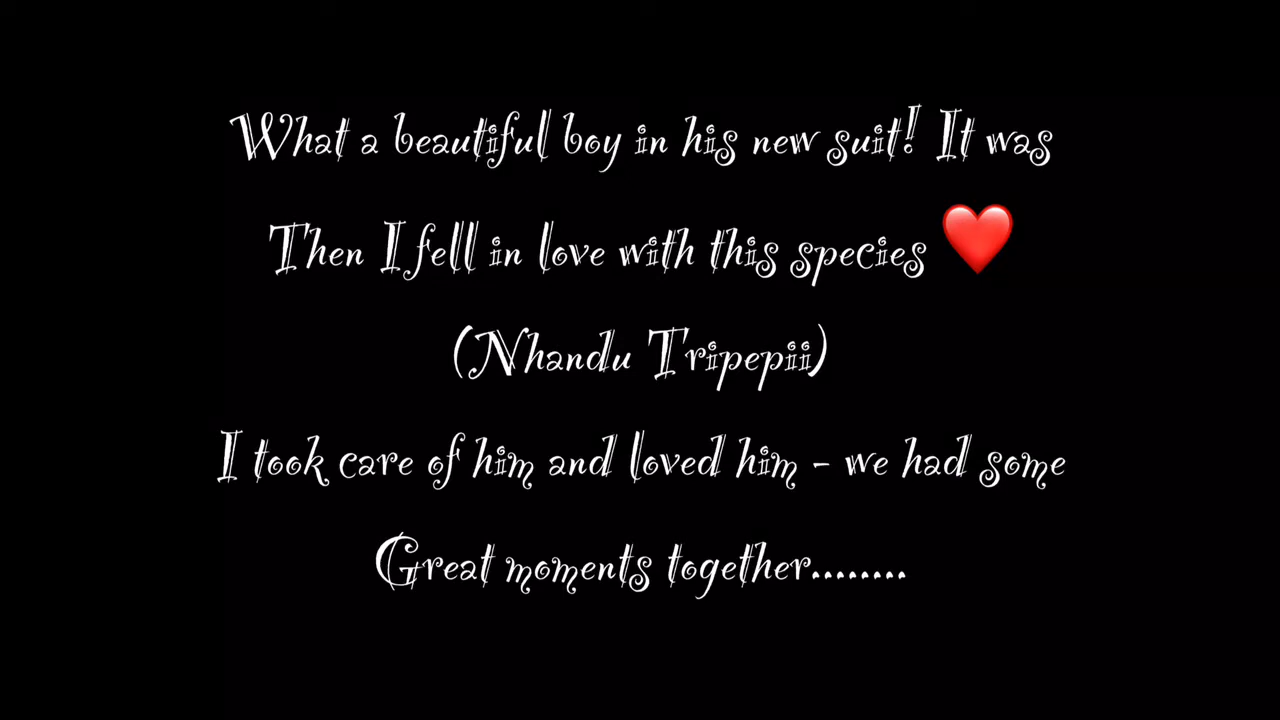 What a beautiful boy in his new suit! It was
Then I fell in love with this species ❤️
(Nhandu Tripepii)
I took care of him and loved him - we had some
Great moments together........